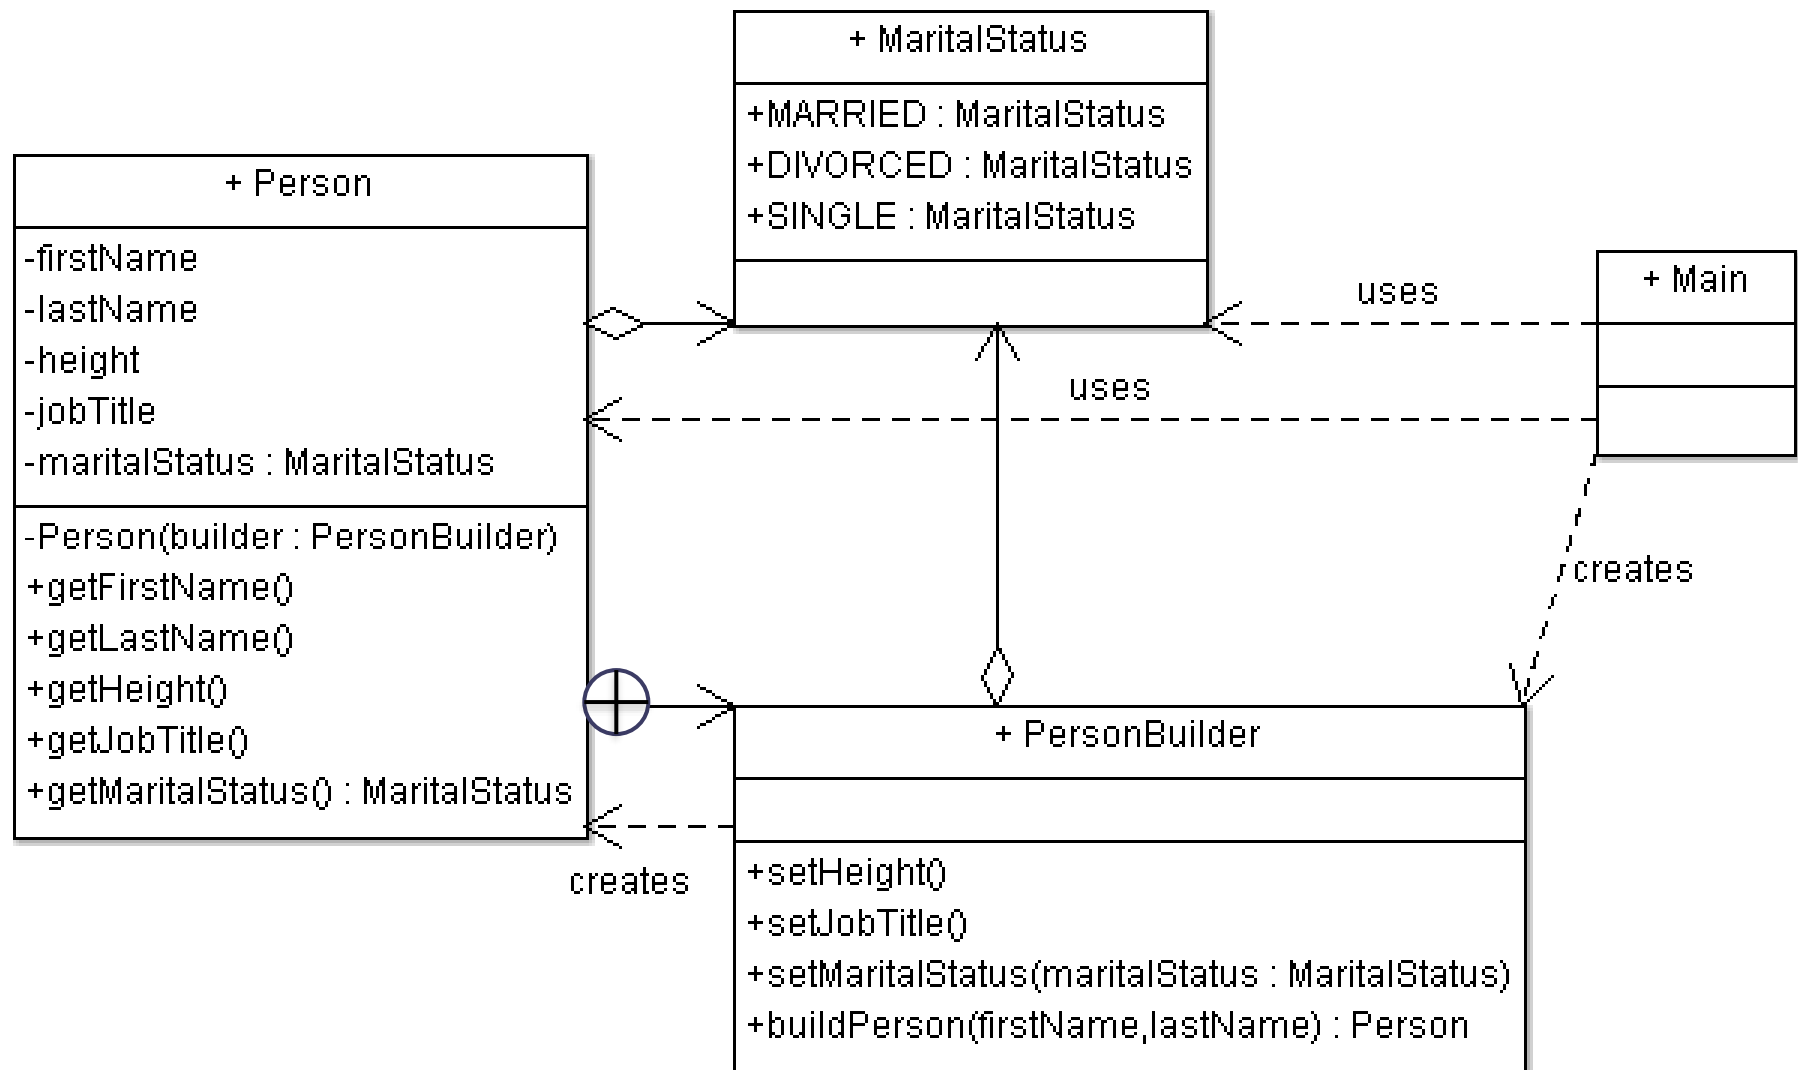 + MaritalStatus
+MARRIED : MaritalStatus
+DIVORCED : MaritalStatus
+SINGLE : MaritalStatus
+ Person
-firstName
-lastName
-height
-jobTitle
-maritalStatus : MaritalStatus
-Person(builder : PersonBuilder)
+getFirstName()
+getLastName()
+getHeight()
+getJobTitle()
+getMaritalStatus() : MaritalStatus
+ Main
uses
uses
creates
+ PersonBuilder
+setHeight()
+setJobTitle()
+setMaritalStatus(maritalStatus : MaritalStatus)
+buildPerson(firstName,lastName) : Person
creates